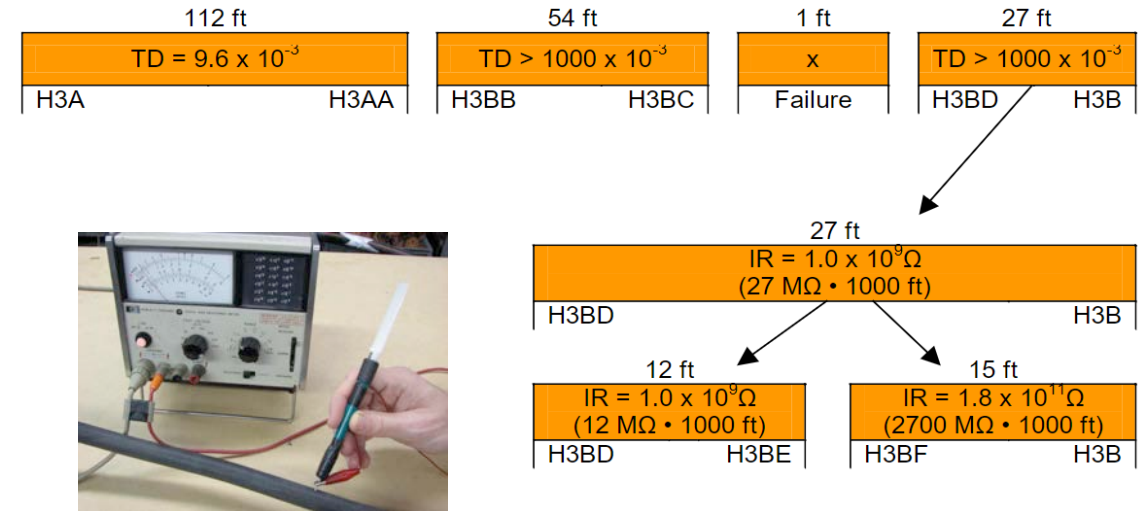 112 ft 54 ft 1 ft 27 ft
TD = 9.6 x 10⁻³ TD > 1000 x 10⁻³ x TD > 1000 x 10⁻³
H3A H3AA H3BB H3BC Failure H3BD H3B
27 ft
IR = 1.0 x 10⁹Ω
(27 MΩ • 1000 ft)
H3BD H3B
12 ft 15 ft
IR = 1.0 x 10⁹Ω IR = 1.8 x 10¹¹Ω
(12 MΩ • 1000 ft) (2700 MΩ • 1000 ft)
H3BD H3BE H3BF H3B